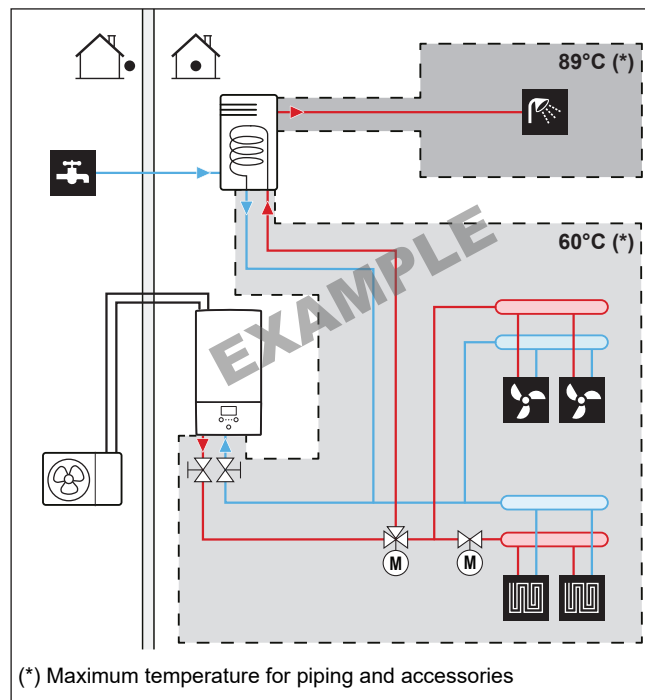 89°C (*)
60°C (*)
EXAMPLE
M
M
(*) Maximum temperature for piping and accessories